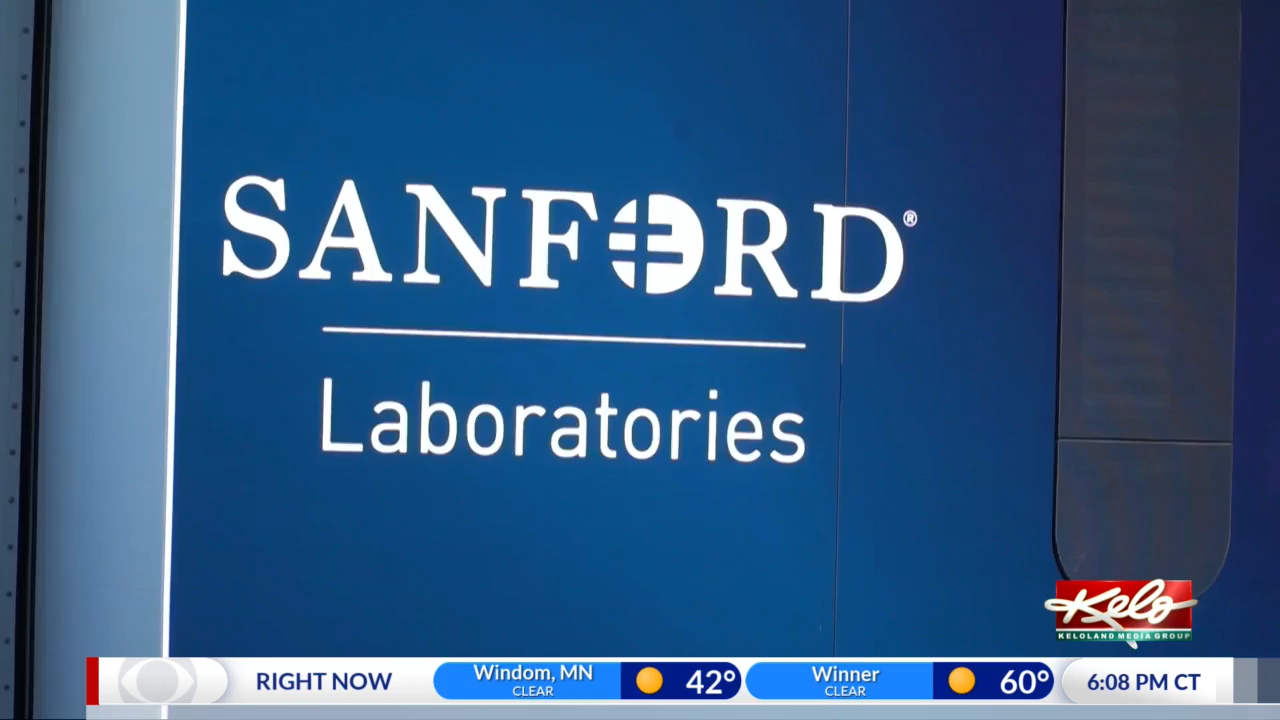 SANFORD®
Laboratories
Kelo
KELOLAND MEDIA GROUP
RIGHT NOW
Windom, MN
CLEAR
42°
Winner
CLEAR
60°
6:08 PM CT